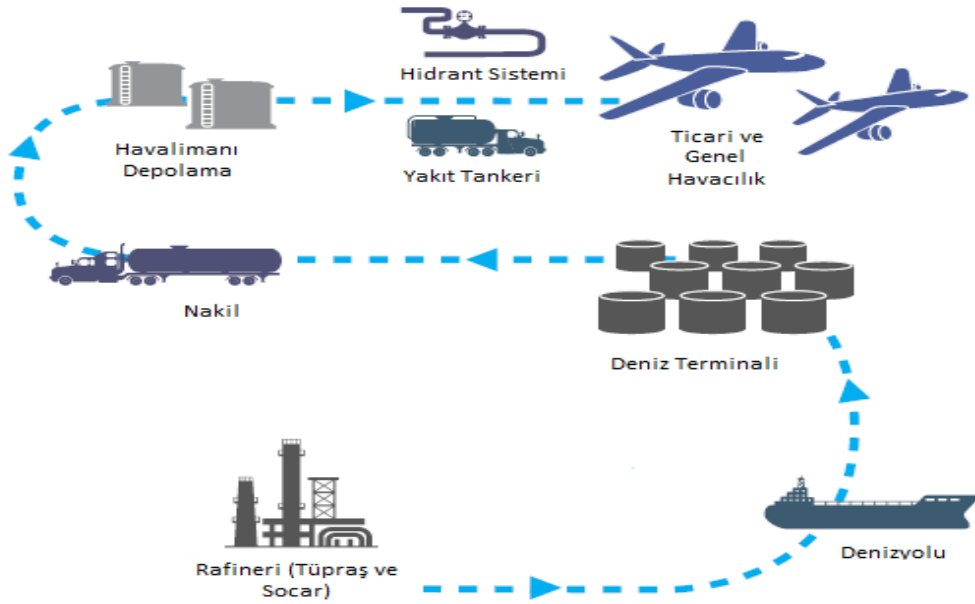 Hidrant Sistemi
Havalimanı
Depolama
Yakıt Tankeri
Ticari ve
Genel
Havacılık
Nakil
Deniz Terminali
Rafineri (Tüpraş ve
Socar)
Denizyolu